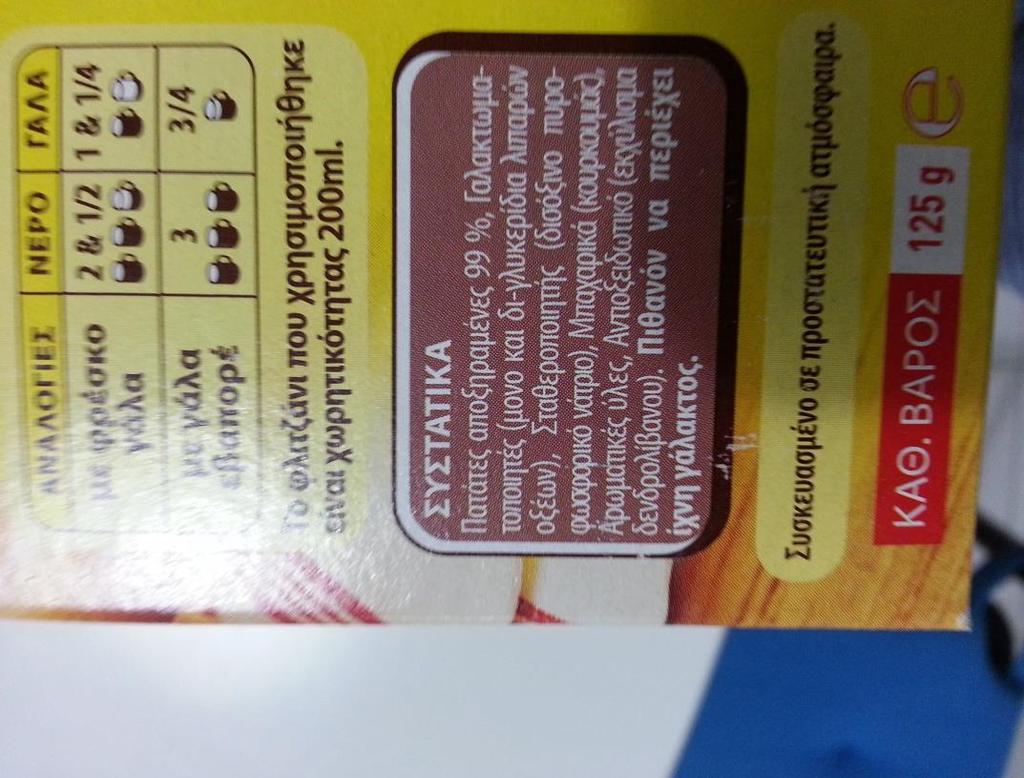 ΑΝΑΛΟΓΙΕΣ ΝΕΡΟ ΓΑΛΑ
με φρέσκο γάλα 2 & 1/2 1 & 1/4
με γάλα εβαπορέ 3 3/4
Το φλιτζάνι που χρησιμοποιήθηκε
είναι χωρητικότητας 200ml.
ΣΥΣΤΑΤΙΚΑ
Πατάτες αποξηραμένες 99 %, Γαλακτωμα-
τοποιητές (μονο και δι-γλυκερίδια λιπαρών
οξέων), Σταθεροποιητής (δισόξινο πυρο-
φωσφορικό νάτριο), Μπαχαρικά (κουρκουμάς),
Αρωματικές ύλες, Αντιοξειδωτικό (εκχύλισμα
δενδρολίβανου). Πιθανόν να περιέχει
ίχνη γάλακτος.
Συσκευασμένο σε προστατευτική ατμόσφαιρα.
ΚΑΘ. ΒΑΡΟΣ 125 g e